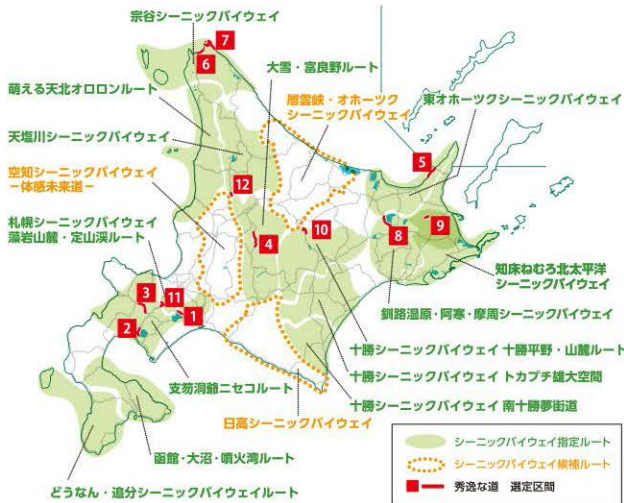 宗谷シーニックバイウェイ
7
6
大雪・富良野ルート
萌える天北オロロンルート
層雲峡・オホーツク
シーニックバイウェイ
東オホーツクシーニックバイウェイ
天塩川シーニックバイウェイ
5
空知シーニックバイウェイ
－体感未来道－
12
札幌シーニックバイウェイ
藻岩山麓・定山渓ルート
4
10
8
9
知床ねむろ北太平洋
シーニックバイウェイ
3
11
1
2
釧路湿原・阿寒・摩周シーニックバイウェイ
十勝シーニックバイウェイ 十勝平野・山麓ルート
支笏洞爺ニセコルート
十勝シーニックバイウェイ トカプチ雄大空間
十勝シーニックバイウェイ 南十勝夢街道
日高シーニックバイウェイ
函館・大沼・噴火湾ルート
どうなん・追分シーニックバイウェイルート
シーニックバイウェイ指定ルート
シーニックバイウェイ候補ルート
秀逸な道 選定区間